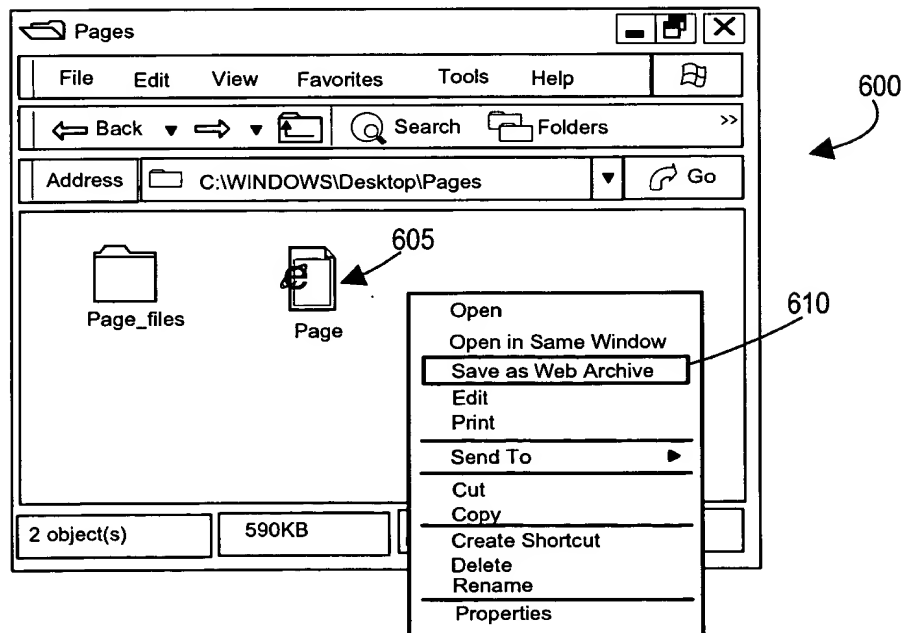 Pages
File Edit View Favorites Tools Help
Back Search Folders >>
Address C:\WINDOWS\Desktop\Pages Go
600
605
Page_files
Page
610
Open
Open in Same Window
Save as Web Archive
Edit
Print
Send To
Cut
Copy
Create Shortcut
Delete
Rename
Properties
2 object(s) 590KB